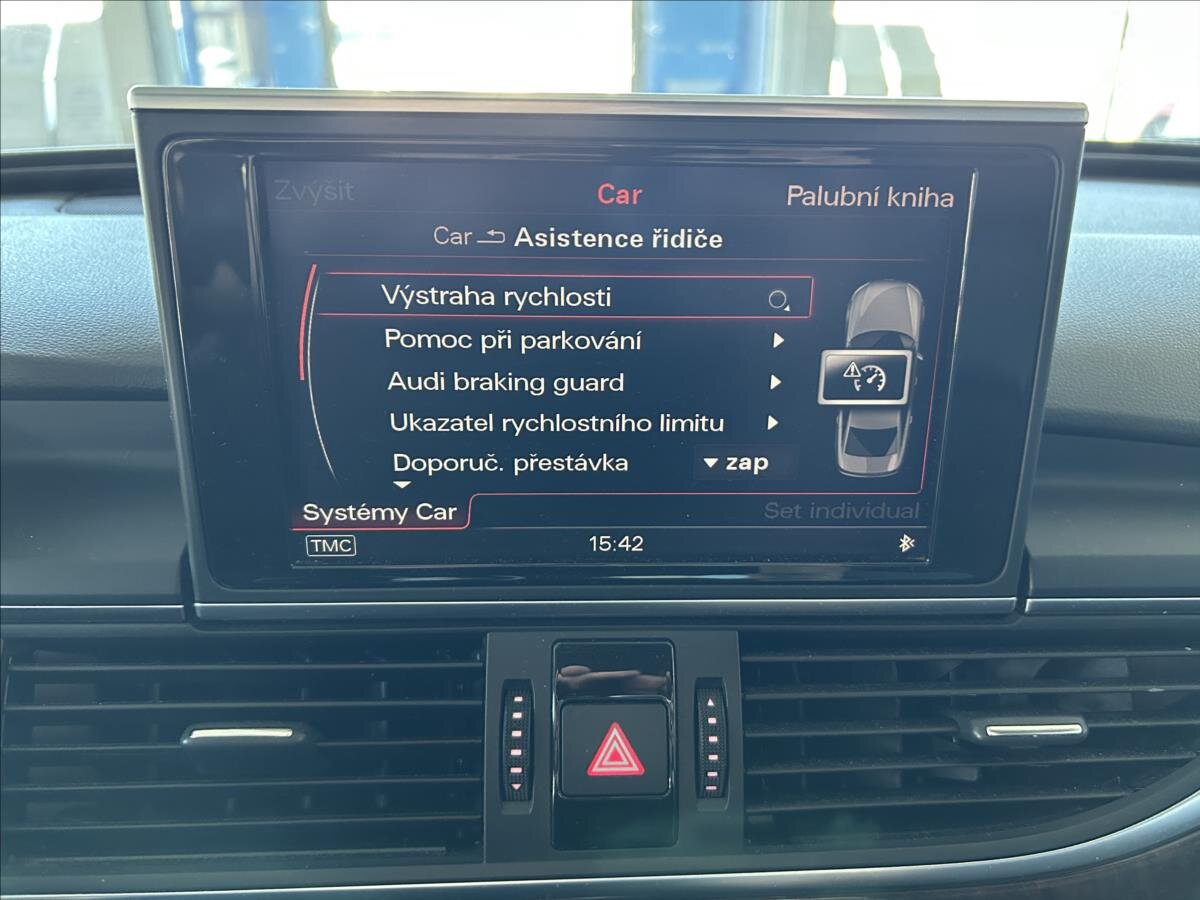 Zvýšit Car Palubní kniha
Car Asistence řidiče
Výstraha rychlosti
Pomoc při parkování
Audi braking guard
Ukazatel rychlostního limitu
Doporuč. přestávka zap
Systémy Car Set individual
TMC 15:42